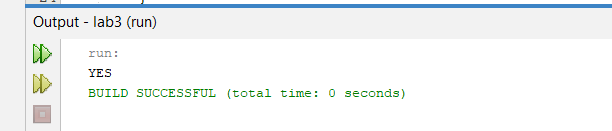 Output - lab3 (run)
run:
YES
BUILD SUCCESSFUL (total time: 0 seconds)